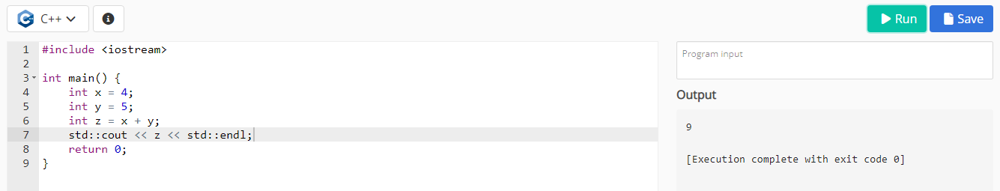 C++
Run
Save
1 #include <iostream>
2
3 int main() {
4     int x = 4;
5     int y = 5;
6     int z = x + y;
7     std::cout << z << std::endl;
8     return 0;
9 }
Program input
Output
9
[Execution complete with exit code 0]